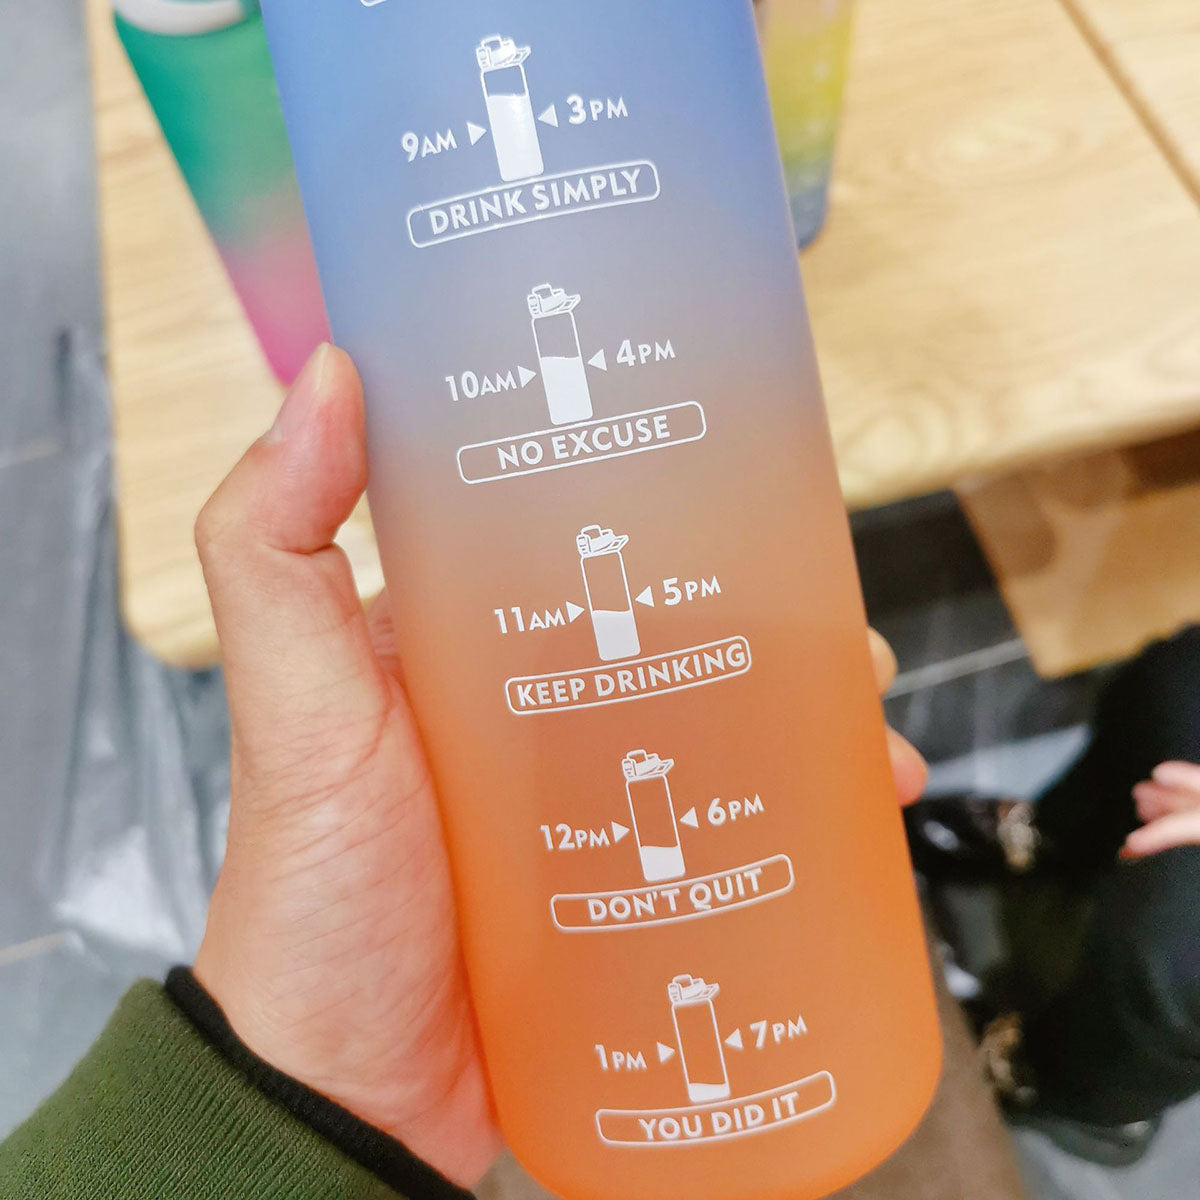 9AM 3PM
DRINK SIMPLY
10AM 4PM
NO EXCUSE
11AM 5PM
KEEP DRINKING
12PM 6PM
DON'T QUIT
1PM 7PM
YOU DID IT